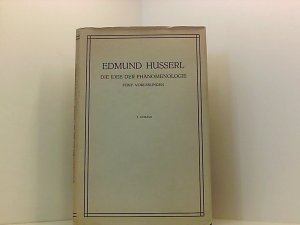 EDMUND HUSSERL
DIE IDEE DER PHÄNOMENOLOGIE
FÜNF VORLESUNGEN